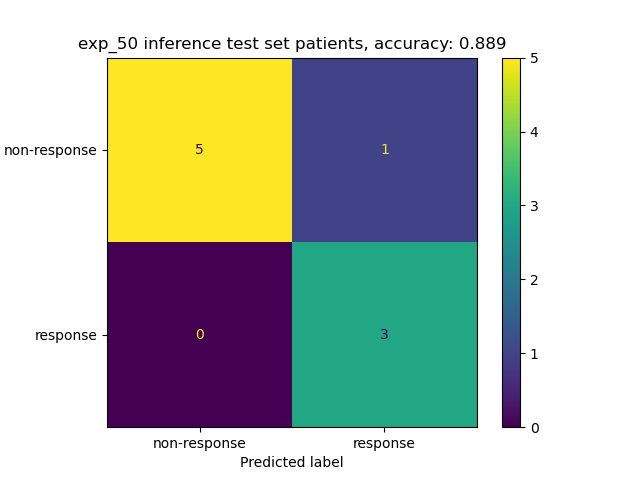 exp_50 inference test set patients, accuracy: 0.889
non-response
response
5 1
0 3
non-response response
Predicted label
5
4
3
2
1
0